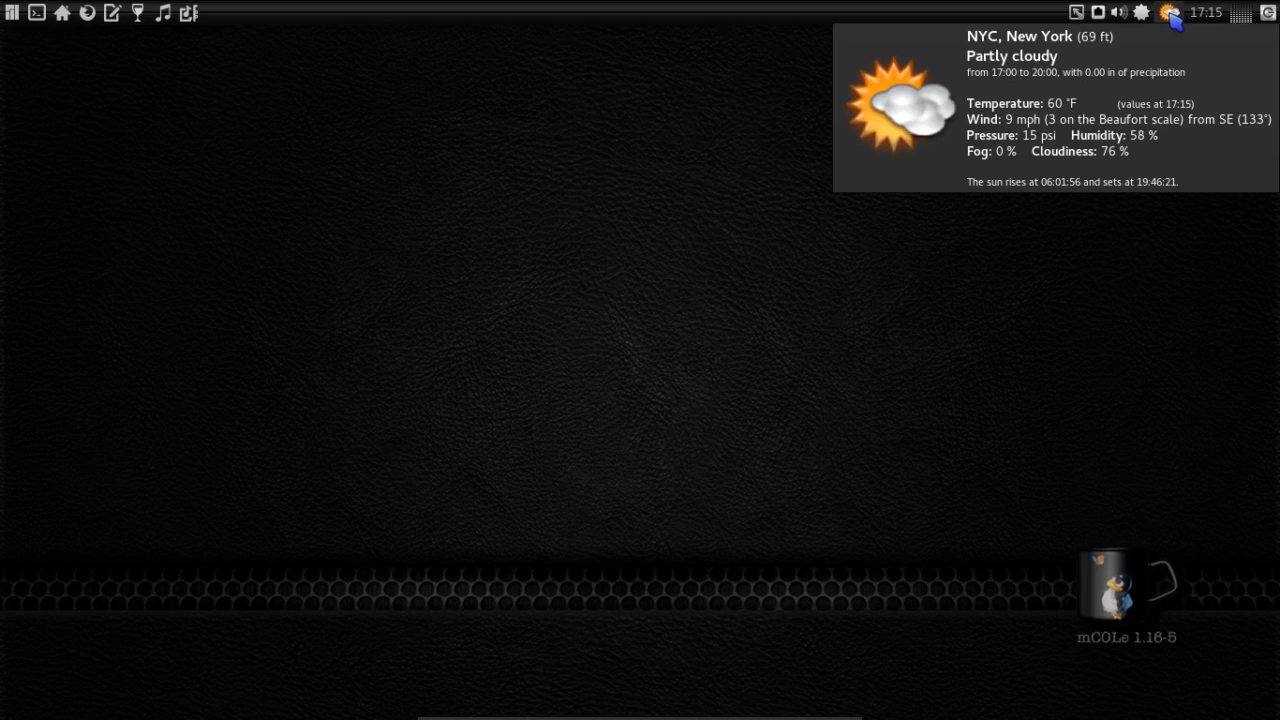 17:15
NYC, New York (69 ft)
Partly cloudy
from 17:00 to 20:00, with 0.00 in of precipitation
Temperature: 60 °F (values at 17:15)
Wind: 9 mph (3 on the Beaufort scale) from SE (133°)
Pressure: 15 psi Humidity: 58 %
Fog: 0 % Cloudiness: 76 %
The sun rises at 06:01:56 and sets at 19:46:21.
mCOLe 1.16-5